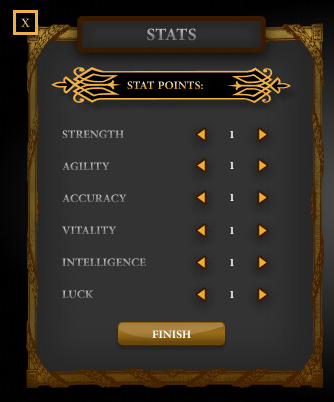 X
STATS
STAT POINTS:
STRENGTH 1
AGILITY 1
ACCURACY 1
VITALITY 1
INTELLIGENCE 1
LUCK 1
FINISH